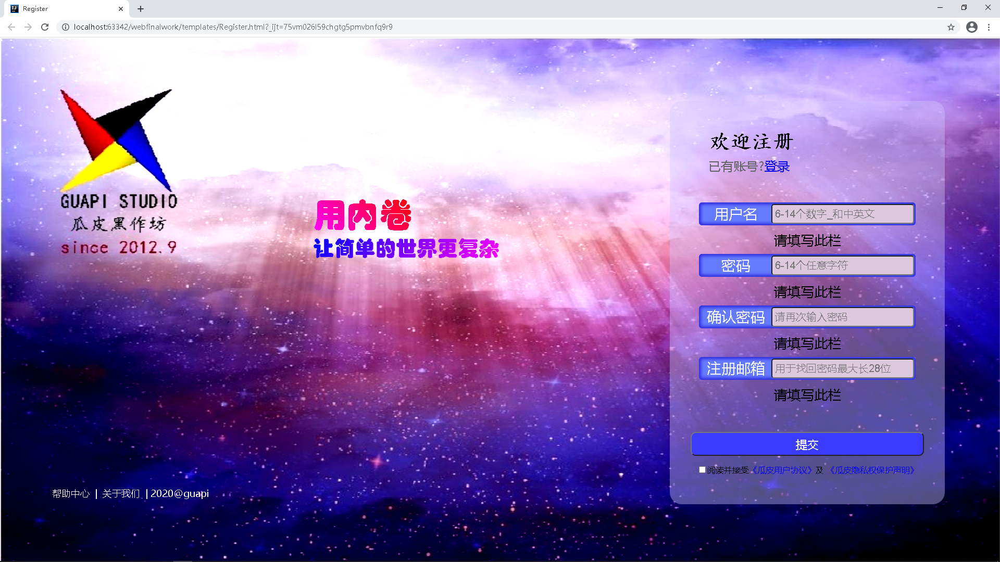 Register
localhost:63342/webfinalwork/templates/Register.html?_ijt=75vm026l59chgtg5pmvbnfq9r9
GUAPI STUDIO
瓜皮黑作坊
since 2012.9
用内卷
让简单的世界更复杂
欢迎注册
已有账号?登录
用户名 6-14个数字_和中英文
请填写此栏
密码 6-14个任意字符
请填写此栏
确认密码 请再次输入密码
请填写此栏
注册邮箱 用于找回密码最大长28位
请填写此栏
提交
阅读并接受《瓜皮用户协议》及《瓜皮隐私权保护声明》
帮助中心 | 关于我们 | 2020@guapi